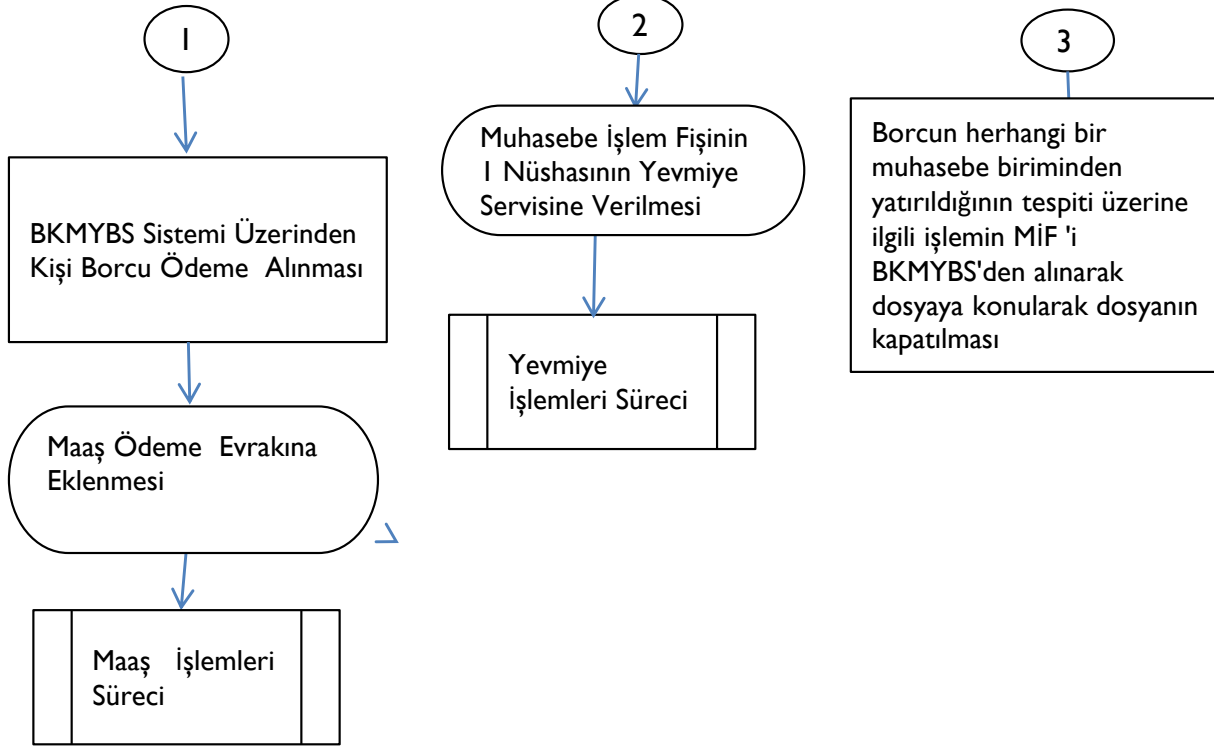 1
BKMYBS Sistemi Üzerinden
Kişi Borcu Ödeme Alınması
Maaş Ödeme Evrakına
Eklenmesi
Maaş İşlemleri
Süreci
2
Muhasebe İşlem Fişinin
1 Nüshasının Yevmiye
Servisine Verilmesi
Yevmiye
İşlemleri Süreci
3
Borcun herhangi bir
muhasebe biriminden
yatırıldığının tespiti üzerine
ilgili işlemin MİF 'i
BKMYBS'den alınarak
dosyaya konularak dosyanın
kapatılması